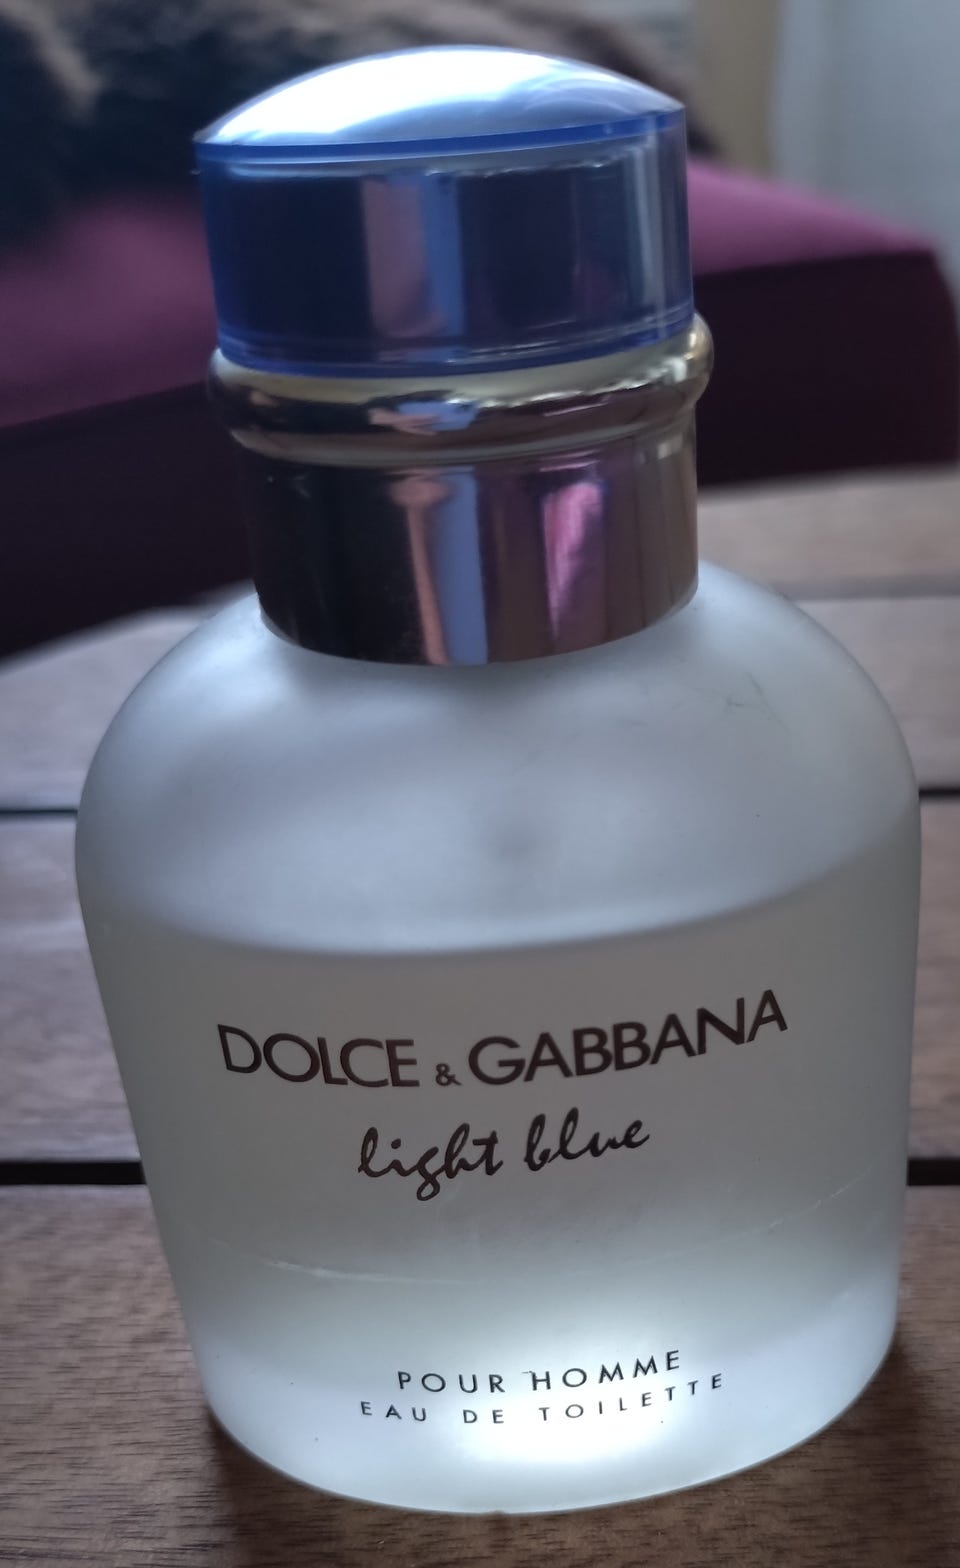 DOLCE & GABBANA
light blue
POUR HOMME
EAU DE TOILETTE